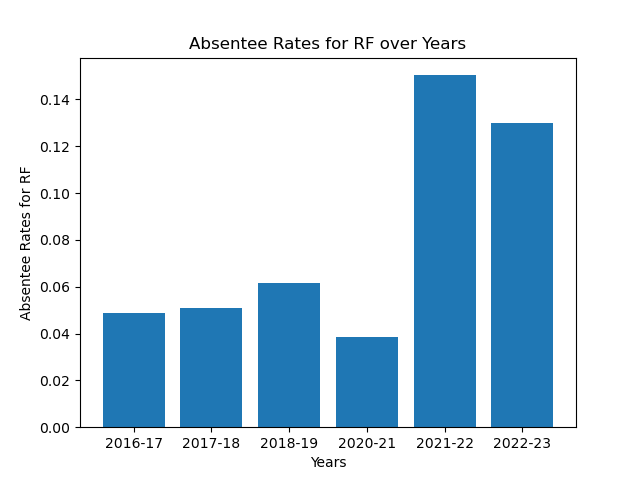 Absentee Rates for RF over Years
Absentee Rates for RF
0.14
0.12
0.10
0.08
0.06
0.04
0.02
0.00
2016-17 2017-18 2018-19 2020-21 2021-22 2022-23
Years